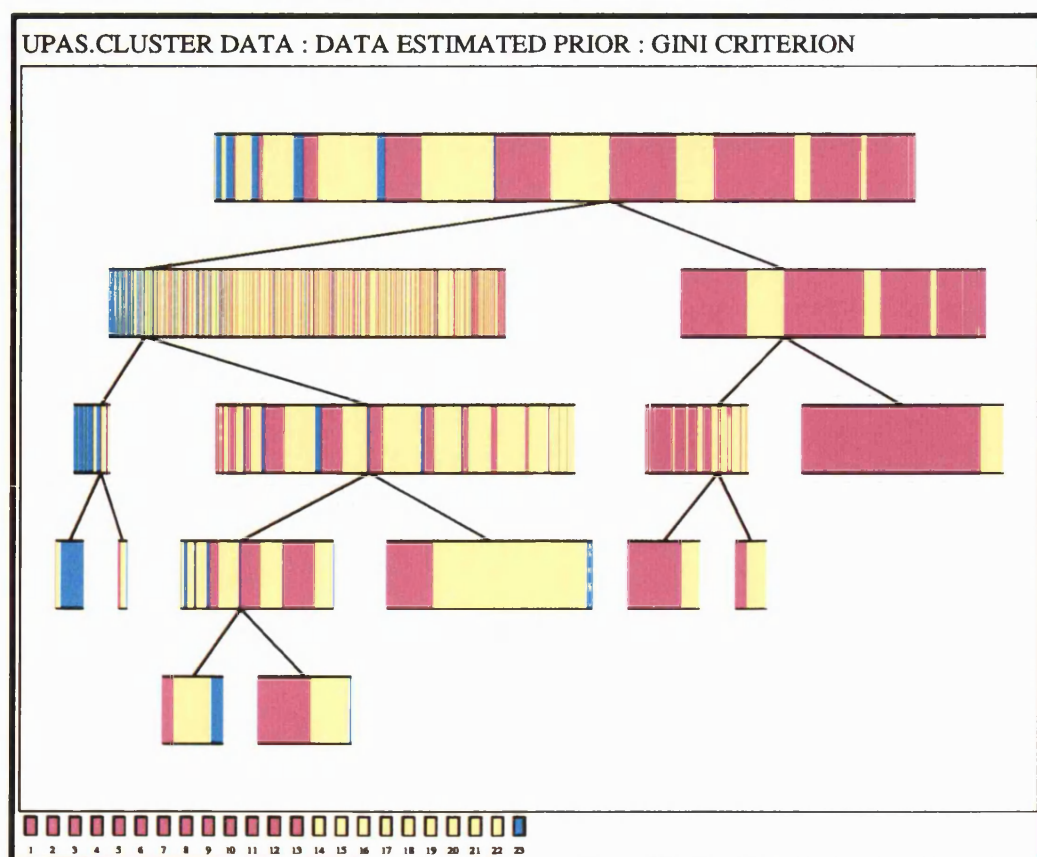 UPAS.CLUSTER DATA : DATA ESTIMATED PRIOR : GINI CRITERION
1 2 3 4 5 6 7 8 9 10 11 12 13 14 15 16 17 18 19 20 21 22 23